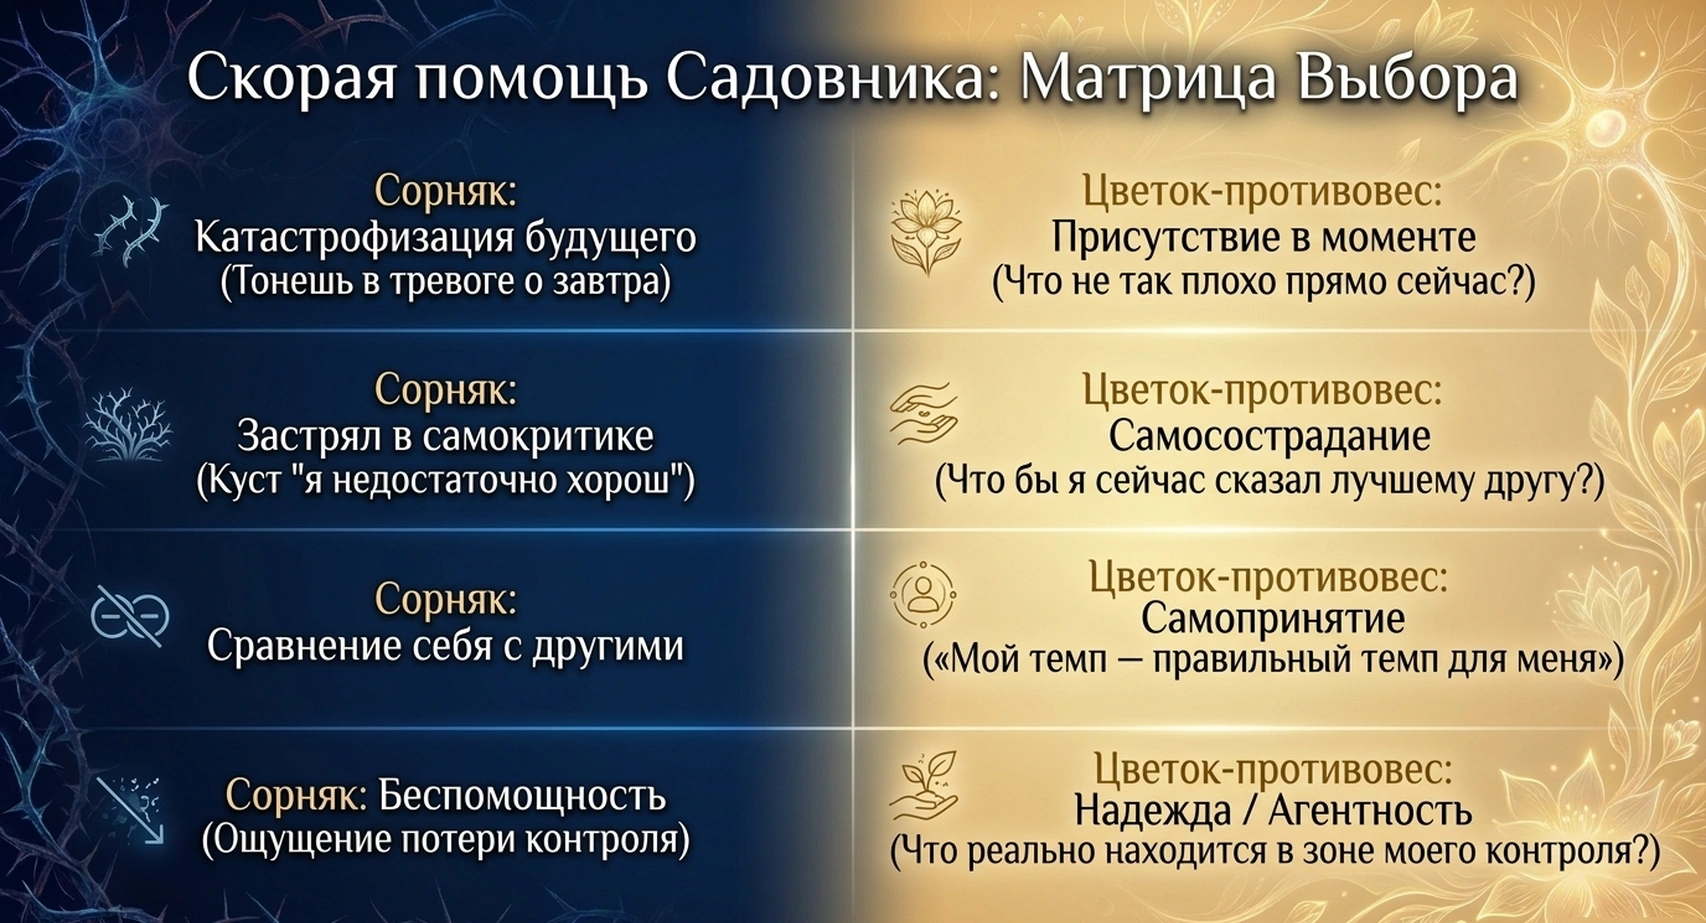 Скорая помощь Садовника: Матрица Выбора
Сорняк:
Катастрофизация будущего
(Тонешь в тревоге о завтра)
Цветок-противовес:
Присутствие в моменте
(Что не так плохо прямо сейчас?)
Сорняк:
Застрял в самокритике
(Куст "я недостаточно хорош")
Цветок-противовес:
Самосострадание
(Что бы я сейчас сказал лучшему другу?)
Сорняк:
Сравнение себя с другими
Цветок-противовес:
Самопринятие
(«Мой темп — правильный темп для меня»)
Сорняк: Беспомощность
(Ощущение потери контроля)
Цветок-противовес:
Надежда / Агентность
(Что реально находится в зоне моего контроля?)